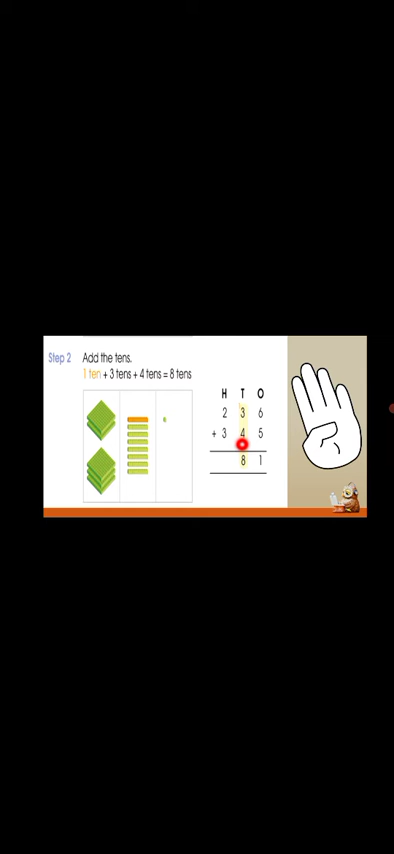 Step 2 Add the tens.
1 ten + 3 tens + 4 tens = 8 tens
H T O
1
2 3 6
+ 3 4 5
8 1